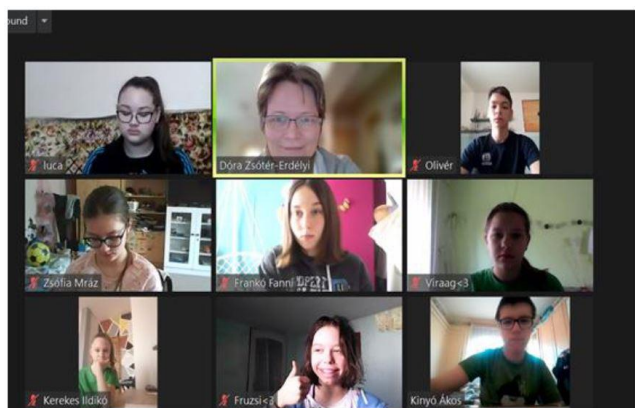 ound
luca
Dóra Zsótér-Erdélyi
Olivér
Zsófia Mráz
Frankó Fanni
Viraag<3
Kerekes Ildikó
Fruzsi<3
Kinyó Ákos